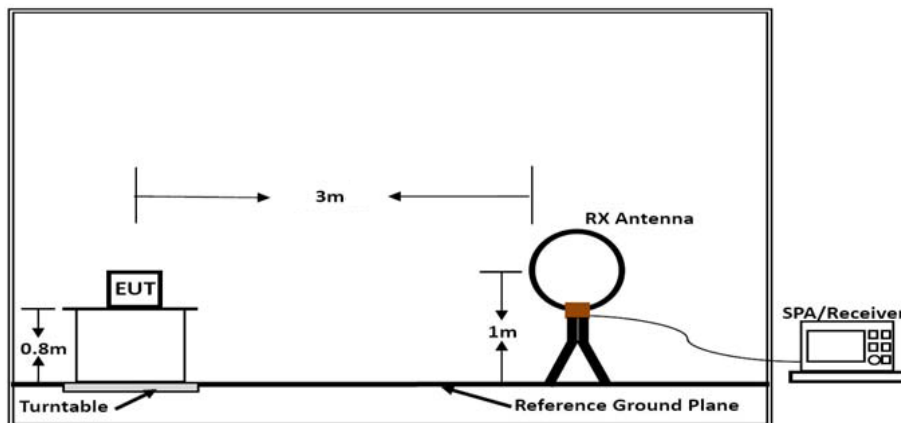 3m
RX Antenna
EUT
SPA/Receiver
0.8m
1m
Turntable
Reference Ground Plane